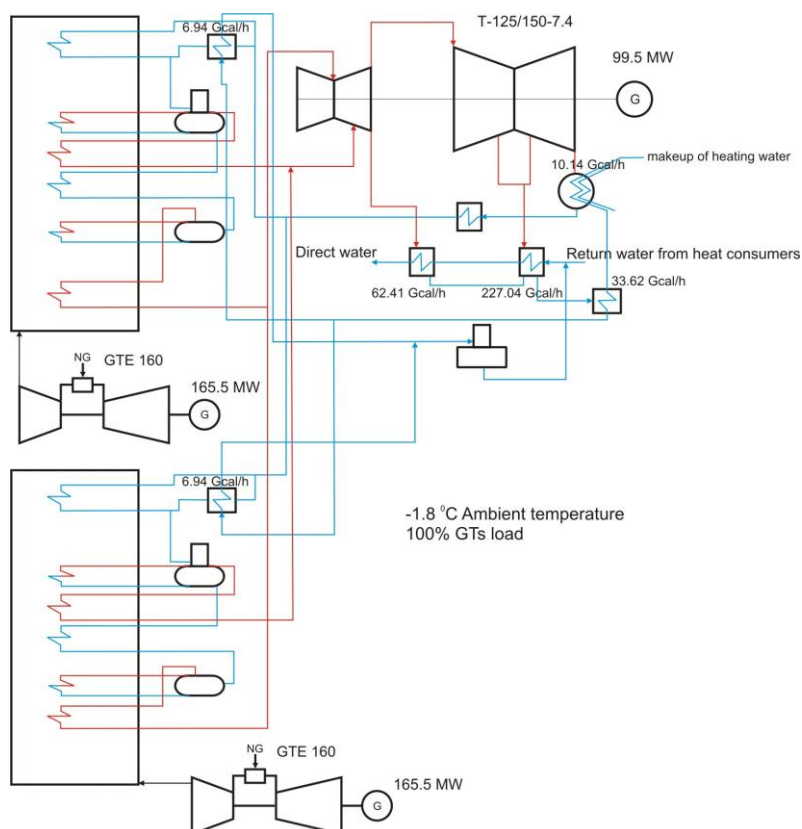 T-125/150-7.4
6.94 Gcal/h
99.5 MW
G
10.14 Gcal/h
makeup of heating water
Direct water
Return water from heat consumers
62.41 Gcal/h
227.04 Gcal/h
33.62 Gcal/h
NG
GTE 160
165.5 MW
G
6.94 Gcal/h
-1.8 ⁰C Ambient temperature
100% GTs load
NG
GTE 160
165.5 MW
G